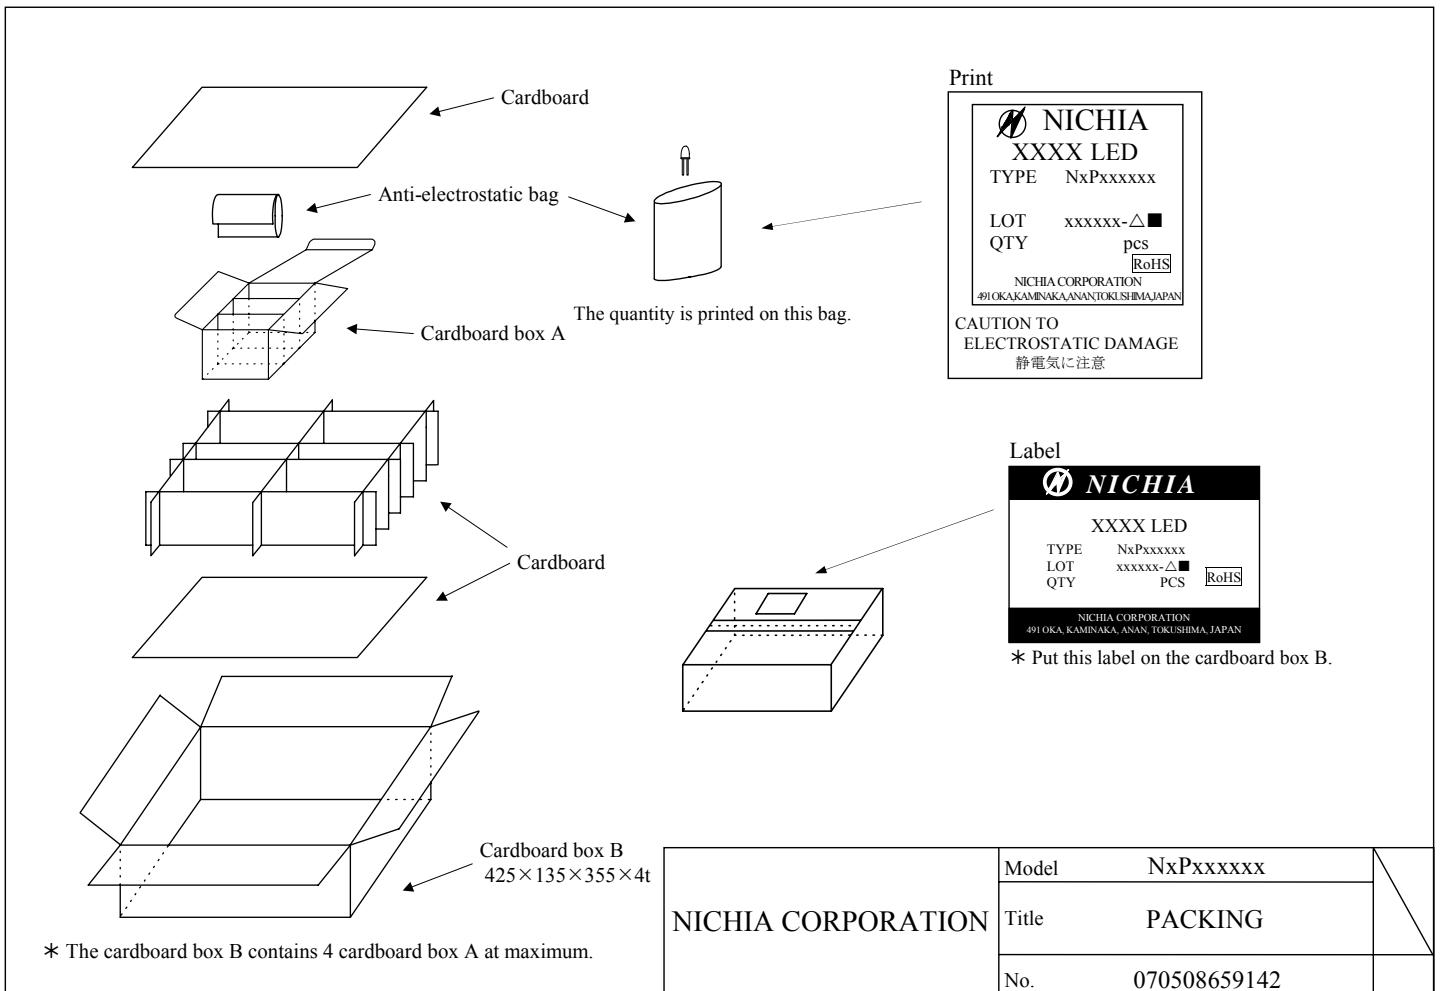 Cardboard
Anti-electrostatic bag
Cardboard box A
The quantity is printed on this bag.
Print
NICHIA
XXXX LED
TYPE NxPxxxxxx
LOT xxxxxx-△■
QTY pcs
RoHS
NICHIA CORPORATION
491 OKA,KAMINAKA,ANAN,TOKUSHIMA,JAPAN
CAUTION TO
ELECTROSTATIC DAMAGE
静電気に注意
Cardboard
Label
NICHIA
XXXX LED
TYPE NxPxxxxxx
LOT xxxxxx-△■
QTY PCS
RoHS
NICHIA CORPORATION
491 OKA, KAMINAKA, ANAN, TOKUSHIMA, JAPAN
＊ Put this label on the cardboard box B.
Cardboard box B
425×135×355×4t
＊ The cardboard box B contains 4 cardboard box A at maximum.
NICHIA CORPORATION
Model NxPxxxxxx
Title PACKING
No. 070508659142